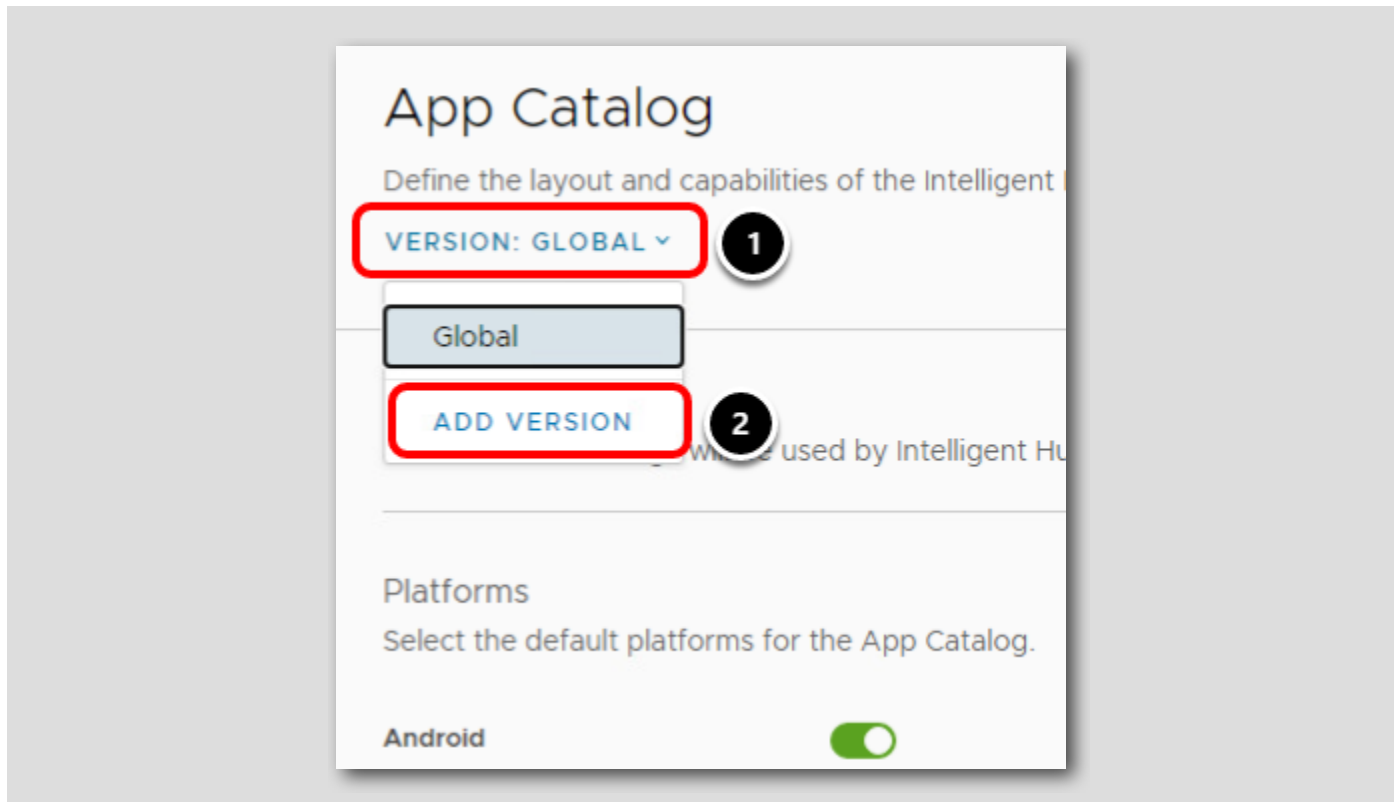 App Catalog
Define the layout and capabilities of the Intelligent
VERSION: GLOBAL
1
Global
ADD VERSION
2
used by Intelligent
Platforms
Select the default platforms for the App Catalog.
Android